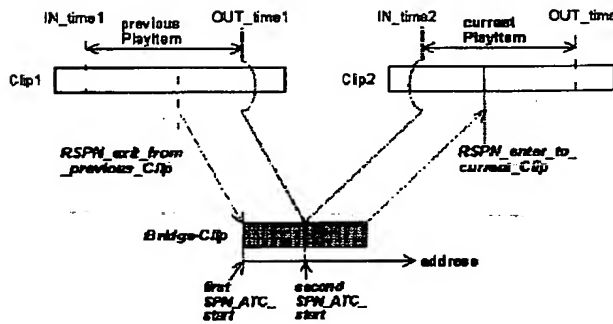 IN_time1
previous
PlayItem
OUT_time1
IN_time2
current
PlayItem
OUT_time
Clip1
Clip2
RSPN_exit_from
_previous_Clip
RSPN_enter_to_
current_Clip
Bridge-Clip
address
first
SPN_ATC_
start
second
SPN_ATC_
start